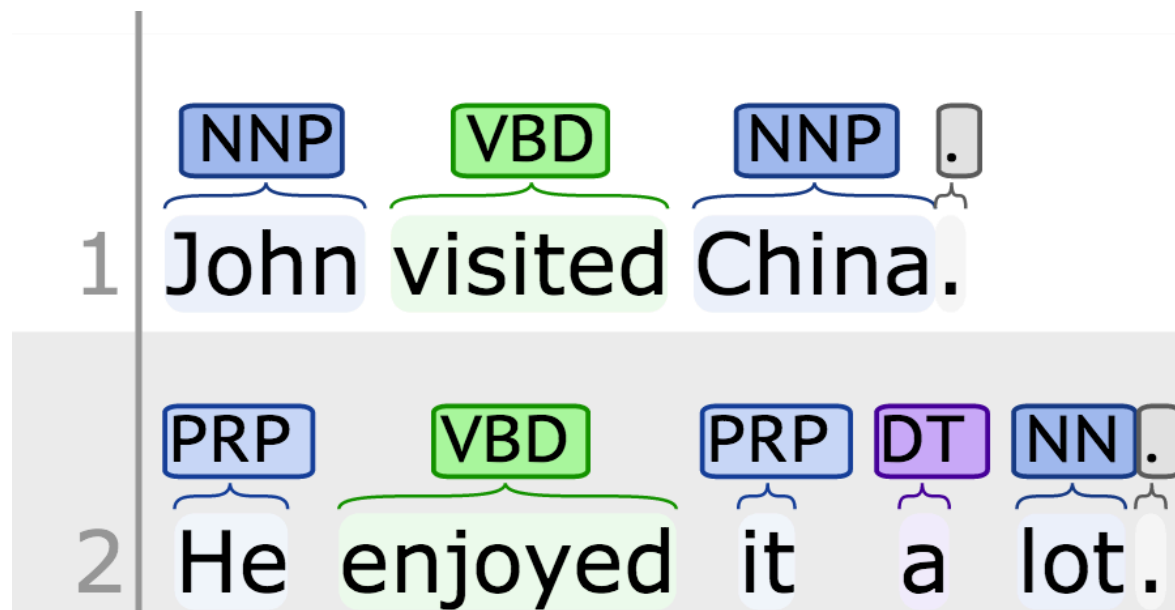 NNP VBD NNP .
1 John visited China.
PRP VBD PRP DT NN .
2 He enjoyed it a lot.